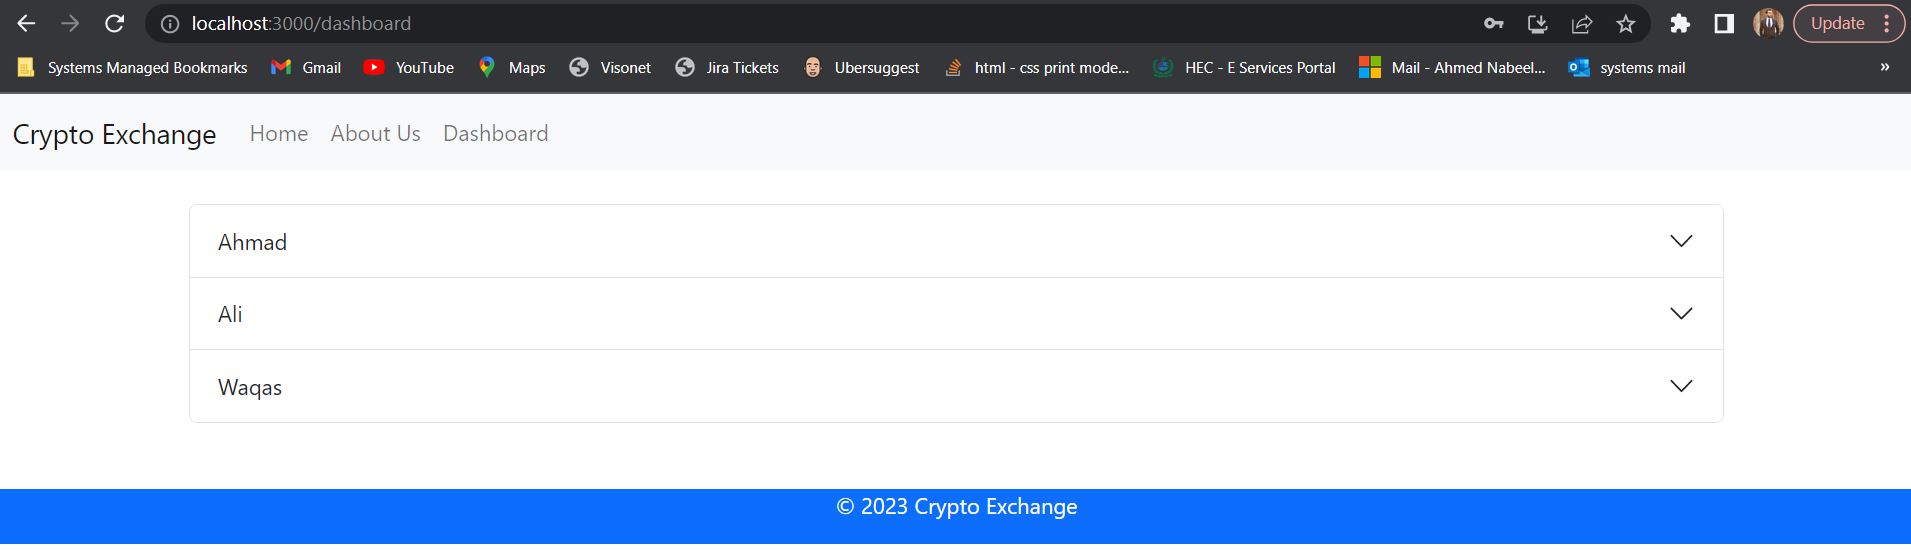 localhost:3000/dashboard
Update
Systems Managed Bookmarks Gmail YouTube Maps Visonet Jira Tickets Ubersuggest html - css print mode... HEC - E Services Portal Mail - Ahmed Nabeel... systems mail »
Crypto Exchange Home About Us Dashboard
Ahmad
Ali
Waqas
© 2023 Crypto Exchange